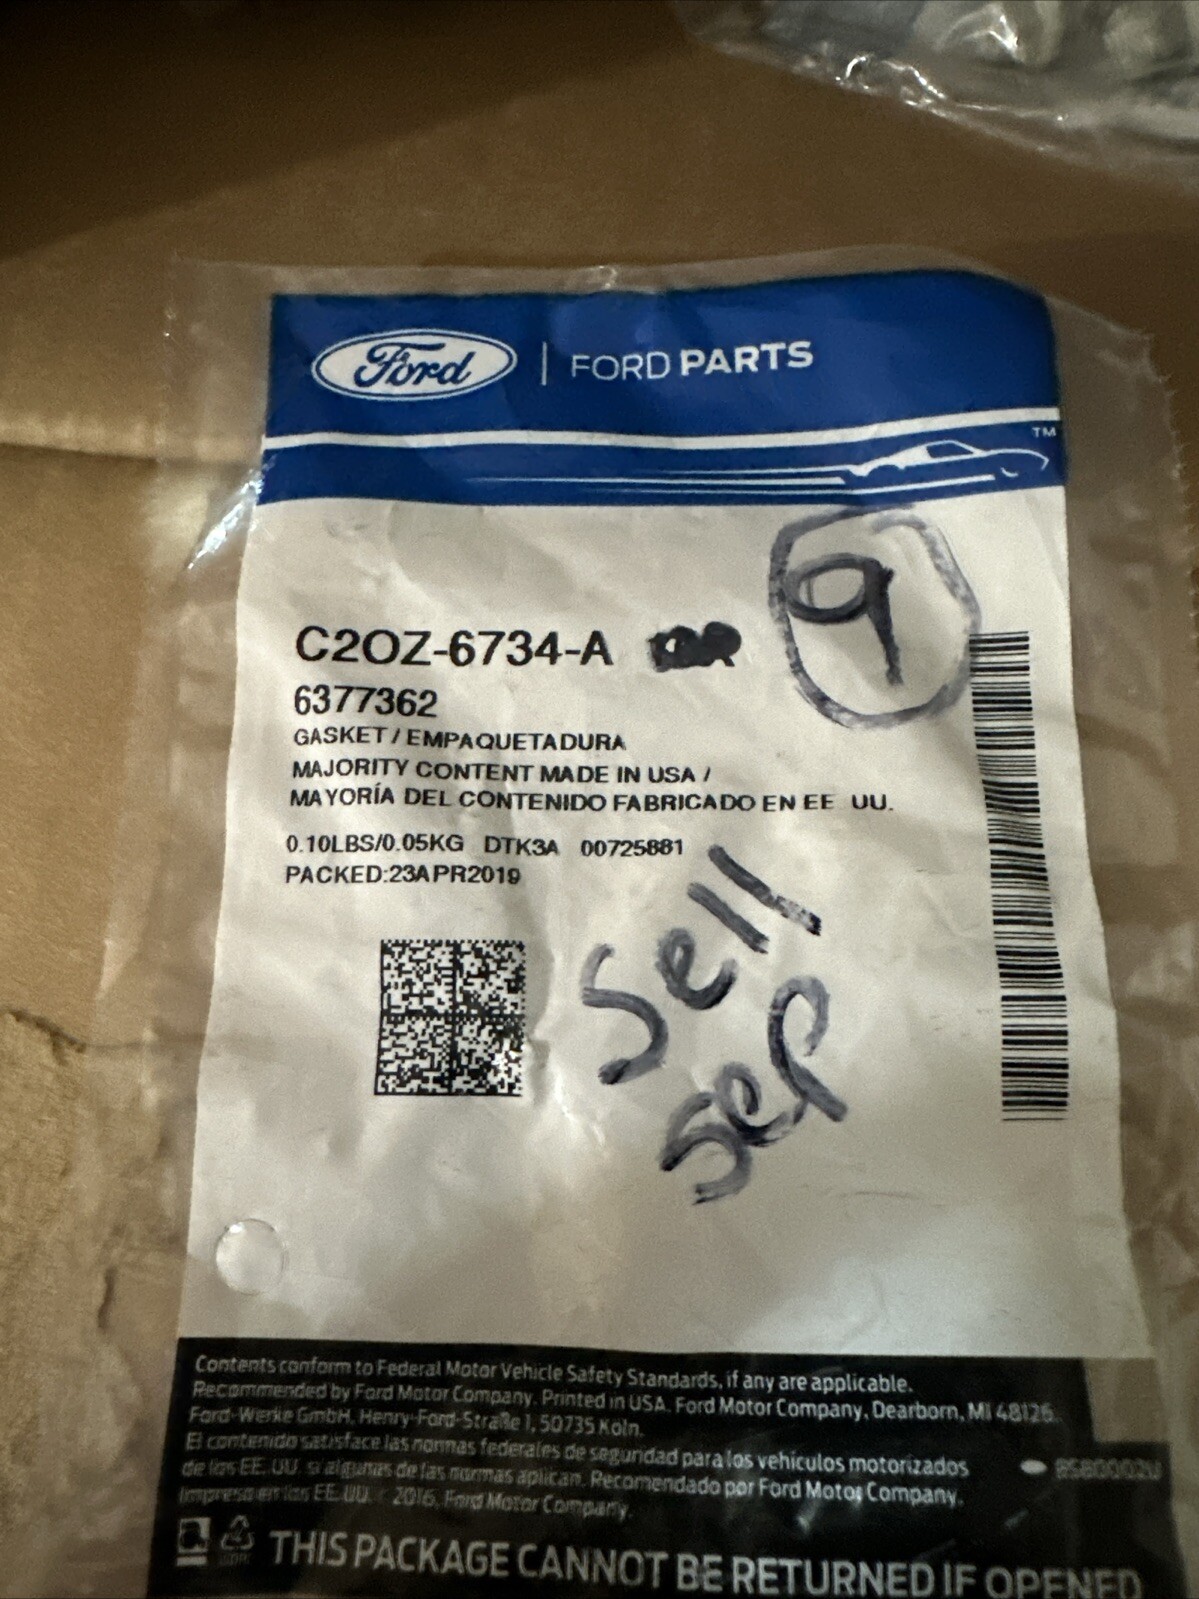 Ford | FORD PARTS
TM
9
C2OZ-6734-A
6377362
GASKET / EMPAQUETADURA
MAJORITY CONTENT MADE IN USA /
MAYORÍA DEL CONTENIDO FABRICADO EN EE UU.
0.10LBS/0.05KG DTK3A 00725881
PACKED:23APR2019
Sell
Sep
Contents conform to Federal Motor Vehicle Safety Standards, if any are applicable.
Recommended by Ford Motor Company. Printed in USA. Ford Motor Company, Dearborn, MI 48126.
Ford-Werke GmbH, Henry-Ford-Straße 1, 50735 Köln.
El contenido satisface las normas federales de seguridad para los vehículos motorizados
de los EE. UU. si algunas de las normas aplican. Recomendado por Ford Motor Company.
Impreso en los EE. UU. 2016, Ford Motor Company.
THIS PACKAGE CANNOT BE RETURNED IF OPENED